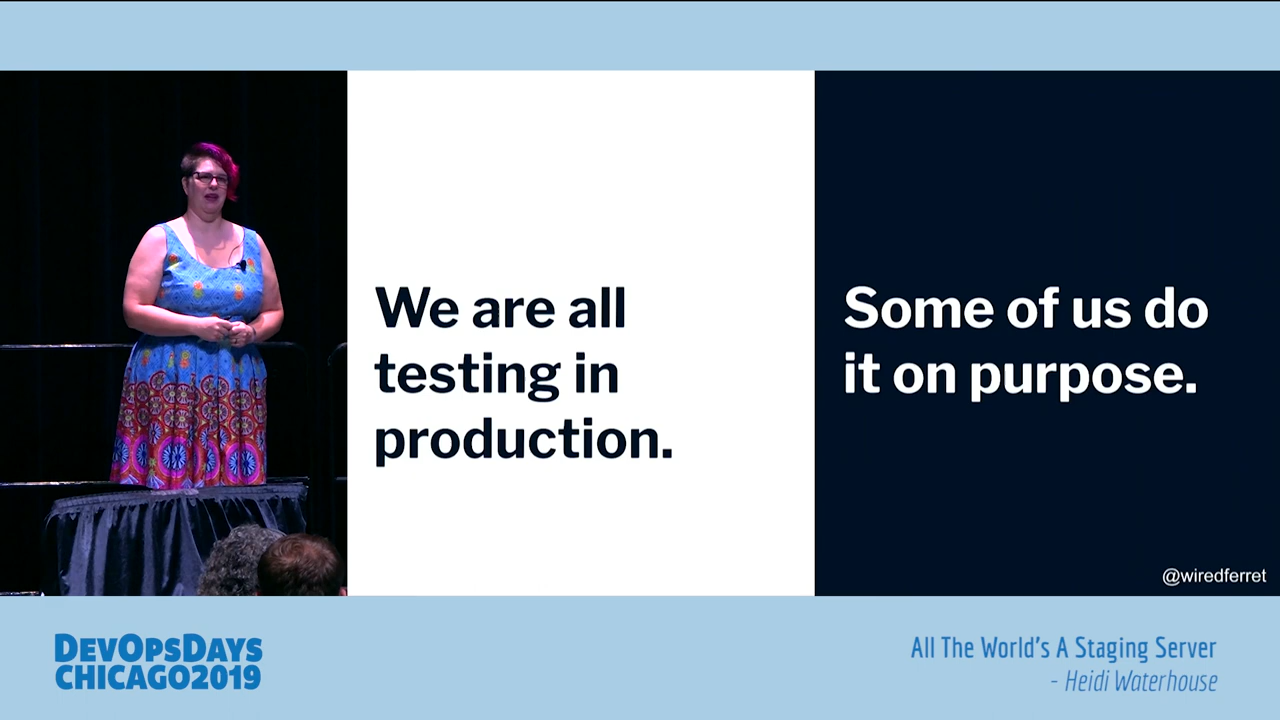 We are all
testing in
production.
Some of us do
it on purpose.
@wiredferret
DEVOPSDAYS
CHICAGO2019
All The World's A Staging Server
- Heidi Waterhouse